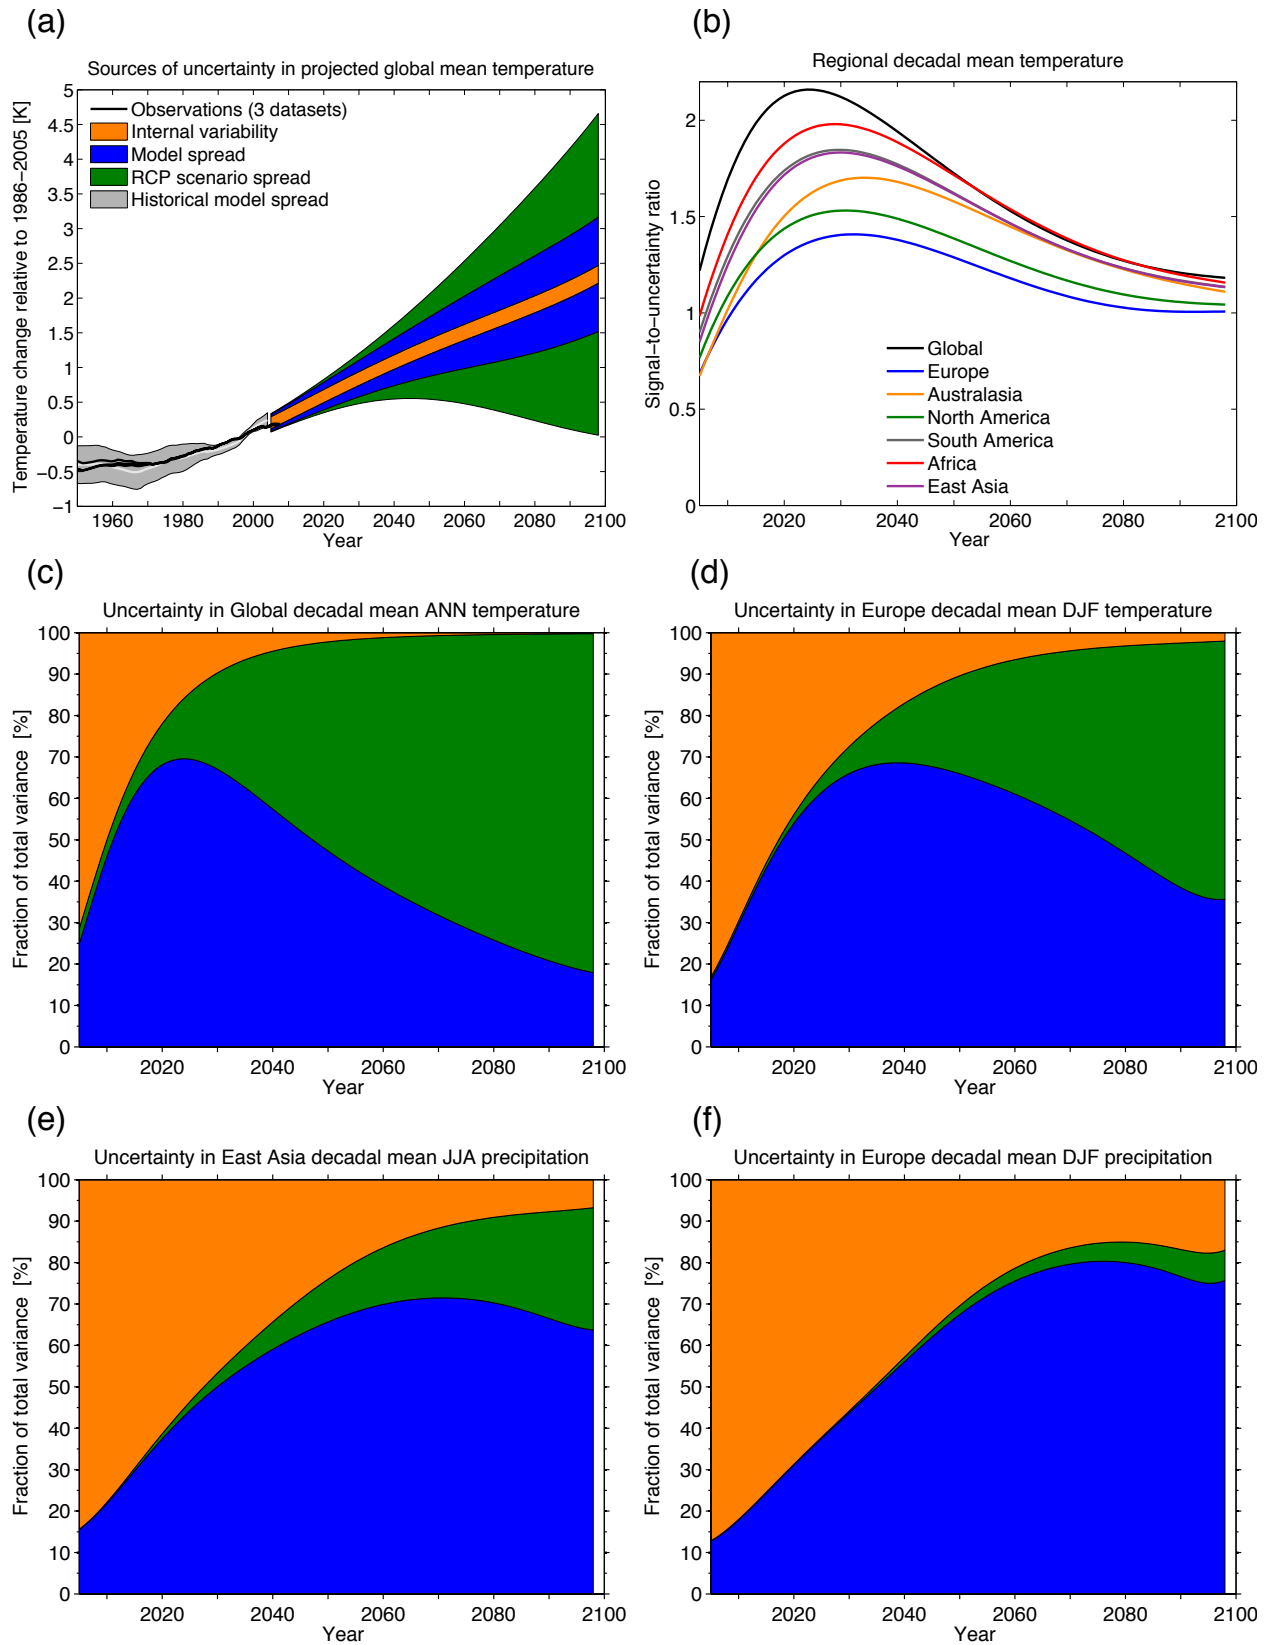 (a)
Sources of uncertainty in projected global mean temperature
Temperature change relative to 1986−2005 [K]
5
4.5
4
3.5
3
2.5
2
1.5
1
0.5
0
−0.5
−1
Observations (3 datasets)
Internal variability
Model spread
RCP scenario spread
Historical model spread
1960 1980 2000 2020 2040 2060 2080 2100
Year
(b)
Regional decadal mean temperature
Signal−to−uncertainty ratio
2
1.5
1
0.5
0
Global
Europe
Australasia
North America
South America
Africa
East Asia
2020 2040 2060 2080 2100
Year
(c)
Uncertainty in Global decadal mean ANN temperature
Fraction of total variance [%]
100
90
80
70
60
50
40
30
20
10
0
2020 2040 2060 2080 2100
Year
(d)
Uncertainty in Europe decadal mean DJF temperature
Fraction of total variance [%]
100
90
80
70
60
50
40
30
20
10
0
2020 2040 2060 2080 2100
Year
(e)
Uncertainty in East Asia decadal mean JJA precipitation
Fraction of total variance [%]
100
90
80
70
60
50
40
30
20
10
0
2020 2040 2060 2080 2100
Year
(f)
Uncertainty in Europe decadal mean DJF precipitation
Fraction of total variance [%]
100
90
80
70
60
50
40
30
20
10
0
2020 2040 2060 2080 2100
Year